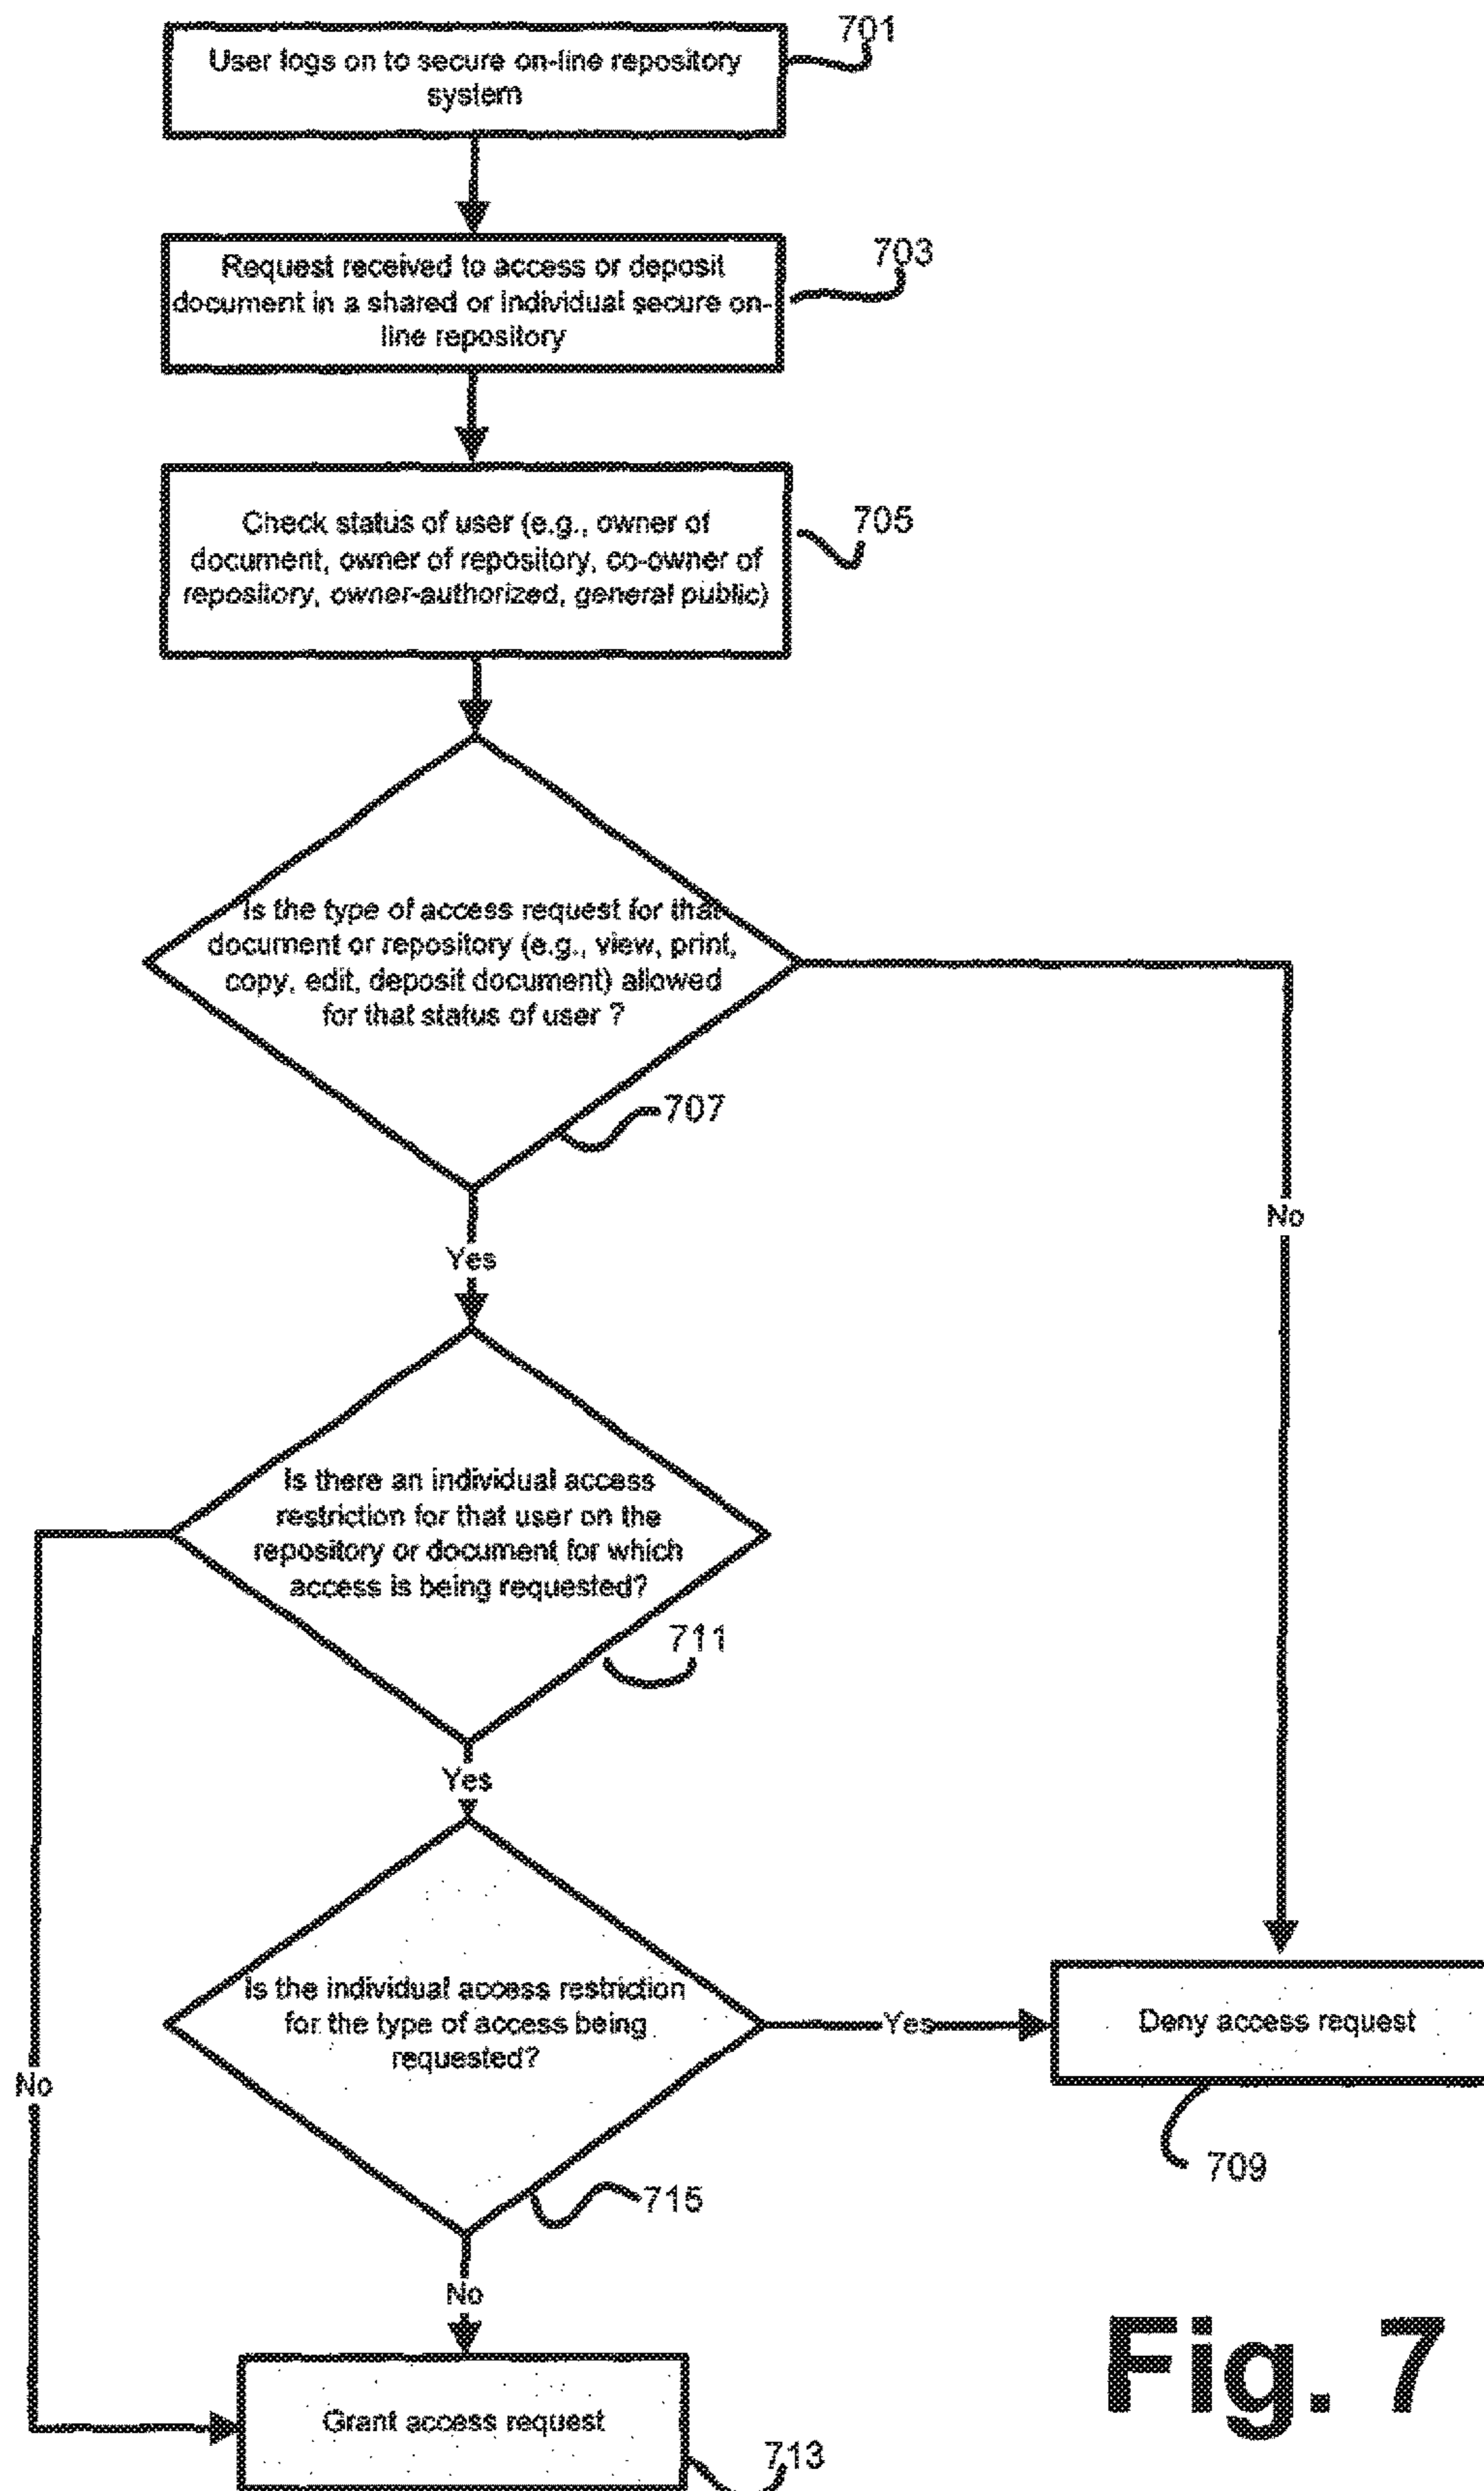 701
User logs on to secure on-line repository
system
703
Request received to access or deposit
document in a shared or individual secure on-
line repository
705
Check status of user (e.g., owner of
document, owner of repository, co-owner of
repository, owner-authorized, general public)
Is the type of access request for that
document or repository (e.g., view, print,
copy, edit, deposit document) allowed
for that status of user ?
707
No
Yes
Is there an individual access
restriction for that user on the
repository or document for which
access is being requested?
711
Yes
Is the individual access restriction
for the type of access being
requested?
Yes
Deny access request
No
709
715
No
Fig. 7
Grant access request
713